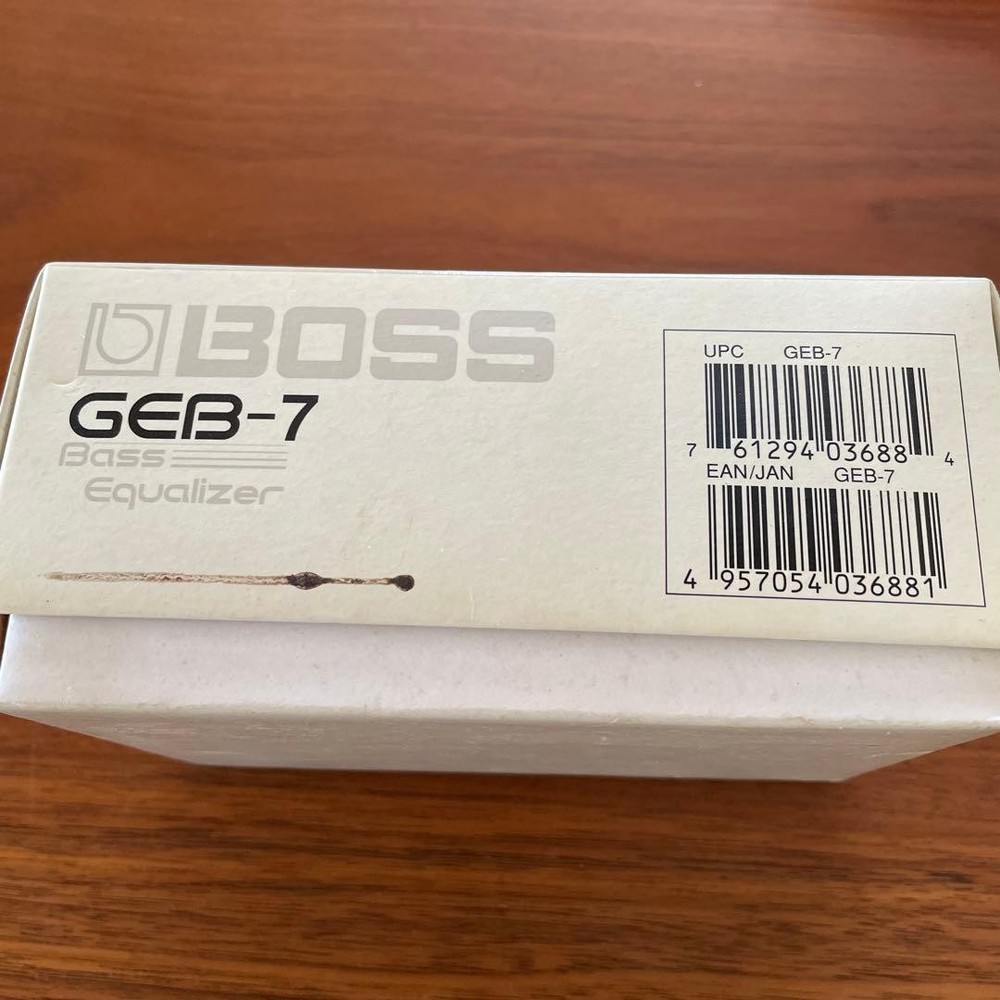 BOSS
GEB-7
Bass
Equalizer
UPC GEB-7
7 61294 03688 4
EAN/JAN GEB-7
4 957054 036881